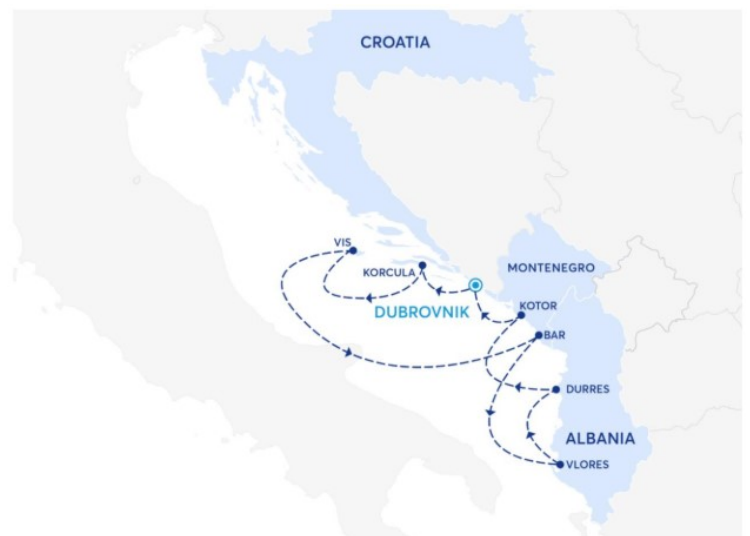 CROATIA
VIS
KORCULA
MONTENEGRO
DUBROVNIK
KOTOR
BAR
DURRES
ALBANIA
VLORES